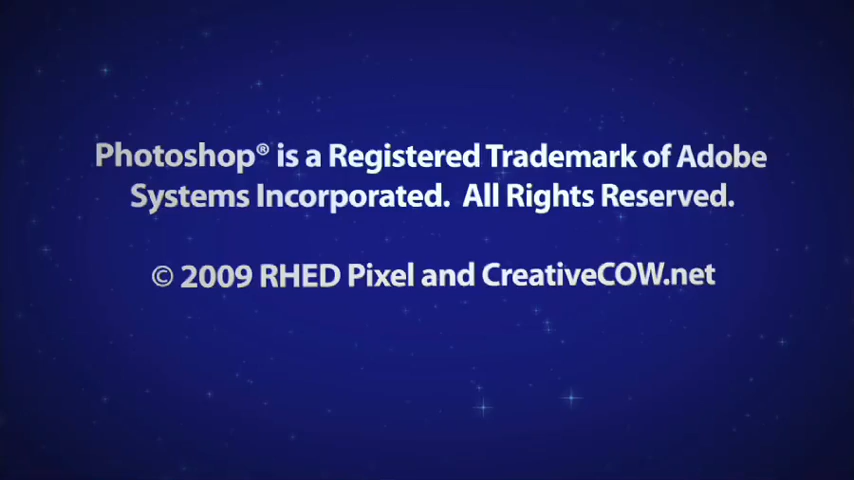 Photoshop® is a Registered Trademark of Adobe
Systems Incorporated.  All Rights Reserved.
© 2009 RHED Pixel and CreativeCOW.net